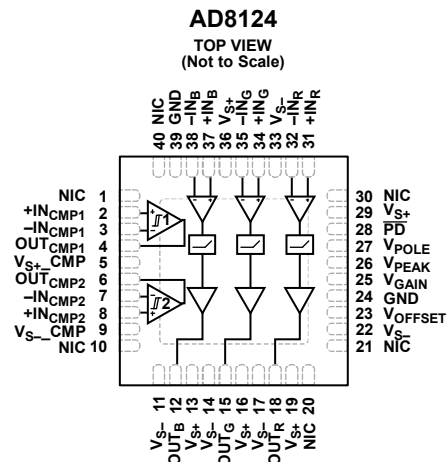 AD8124
TOP VIEW
(Not to Scale)
40 NIC
39 GND
38 –INB
37 +INB
36 VS+
35 –ING
34 +ING
33 VS–
32 –INR
31 +INR
NIC 1
+INCMP1 2
–INCMP1 3
OUTCMP1 4
VS+_CMP 5
OUTCMP2 6
–INCMP2 7
+INCMP2 8
VS–_CMP 9
NIC 10
1
2
30 NIC
29 VS+
28 PD
27 VPOLE
26 VPEAK
25 VGAIN
24 GND
23 VOFFSET
22 VS–
21 NIC
VS– 11
OUTB 12
VS+ 13
VS– 14
OUTG 15
VS+ 16
VS– 17
OUTR 18
VS+ 19
NIC 20